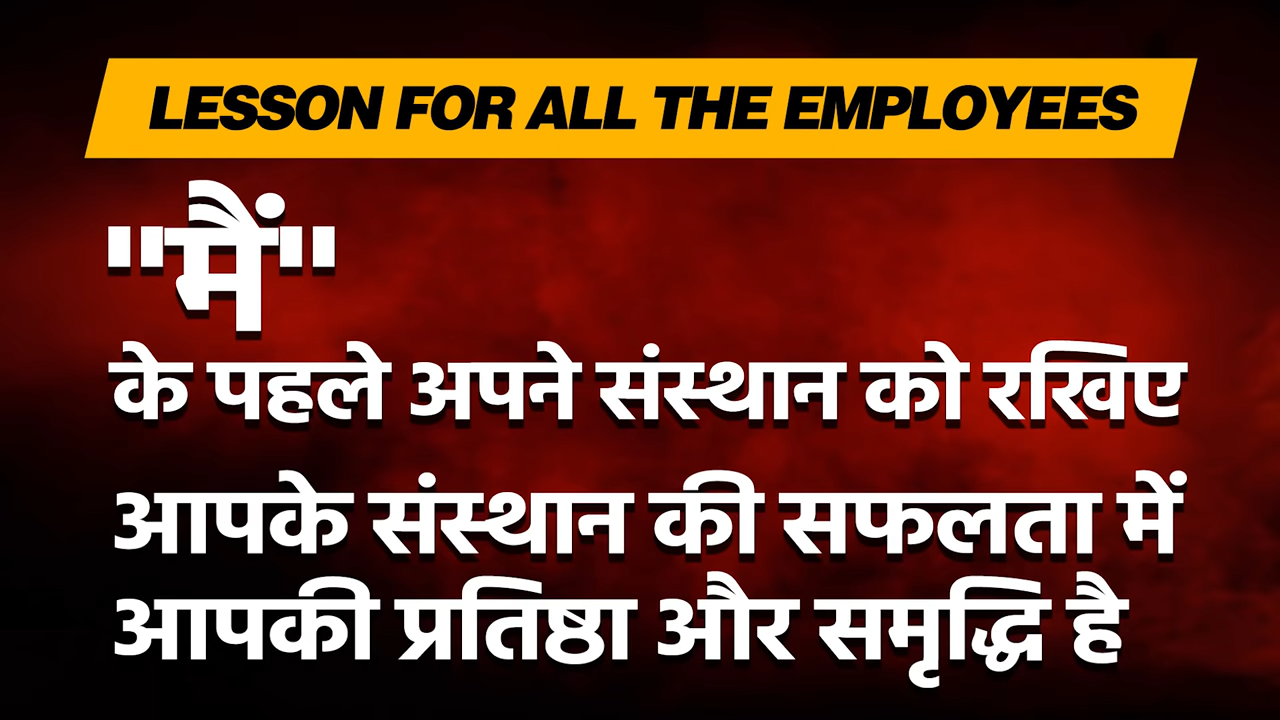 LESSON FOR ALL THE EMPLOYEES
"मैं"
के पहले अपने संस्थान को रखिए
आपके संस्थान की सफलता में
आपकी प्रतिष्ठा और समृद्धि है